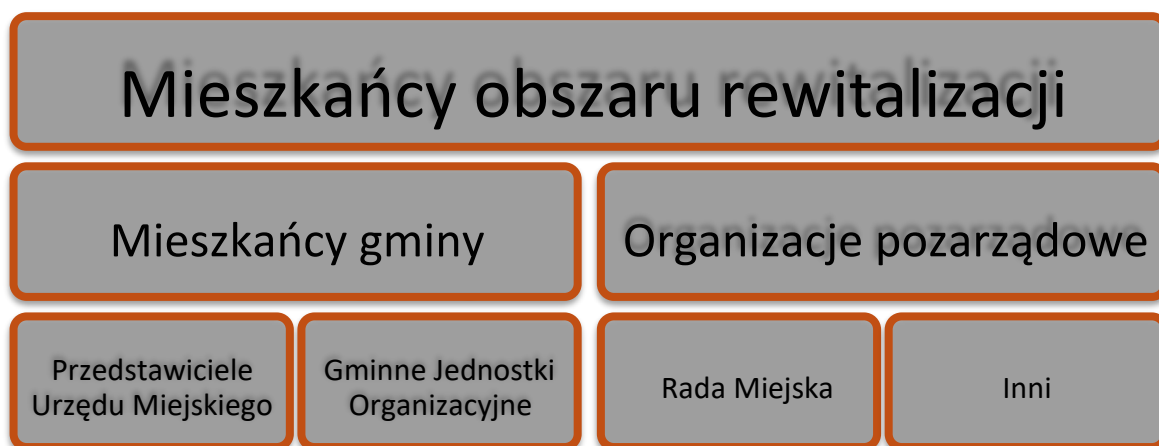 Mieszkańcy obszaru rewitalizacji
Mieszkańcy gminy
Organizacje pozarządowe
Przedstawiciele
Urzędu Miejskiego
Gminne Jednostki
Organizacyjne
Rada Miejska
Inni